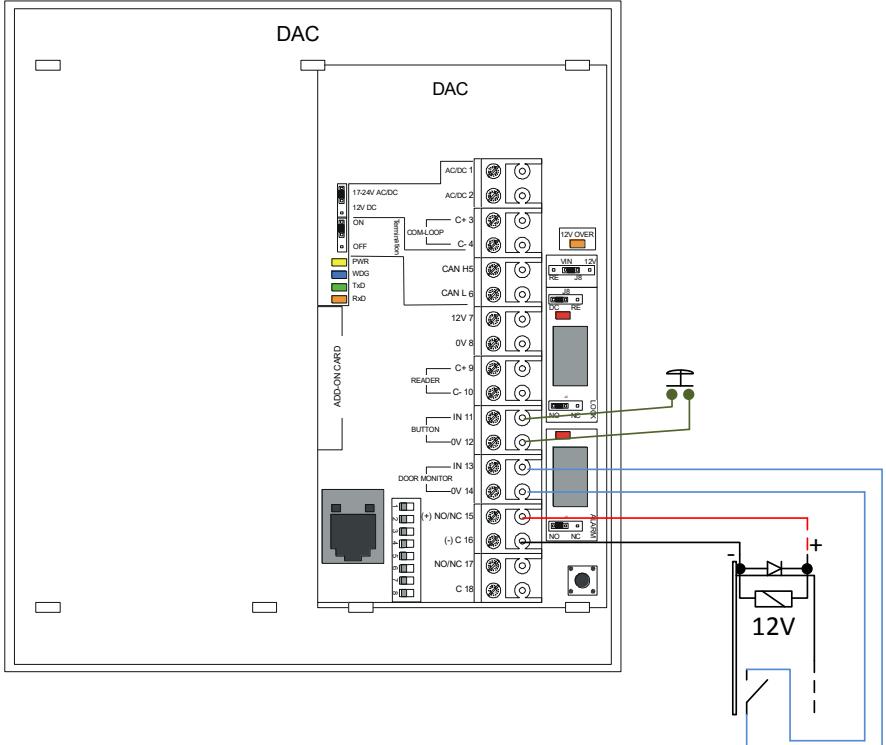 DAC
DAC
AC/DC 1
17-24V AC/DC
AC/DC 2
12V DC
ON
C+ 3
Termination
COM-LOOP
OFF
C- 4
12V OVER
PWR
WDG
CAN H5
VIN 12V
RE J8
TxD
RxD
CAN L 6
J8
DC RE
12V 7
0V 8
ADD-ON CARD
C+ 9
READER
C- 10
LOCK
NO NC
IN 11
BUTTON
0V 12
IN 13
DOOR MONITOR
0V 14
1
2
3
4
5
6
7
8
(+) NO/NC 15
ALARM
NO NC
(-) C 16
NO/NC 17
C 18
- +
12V